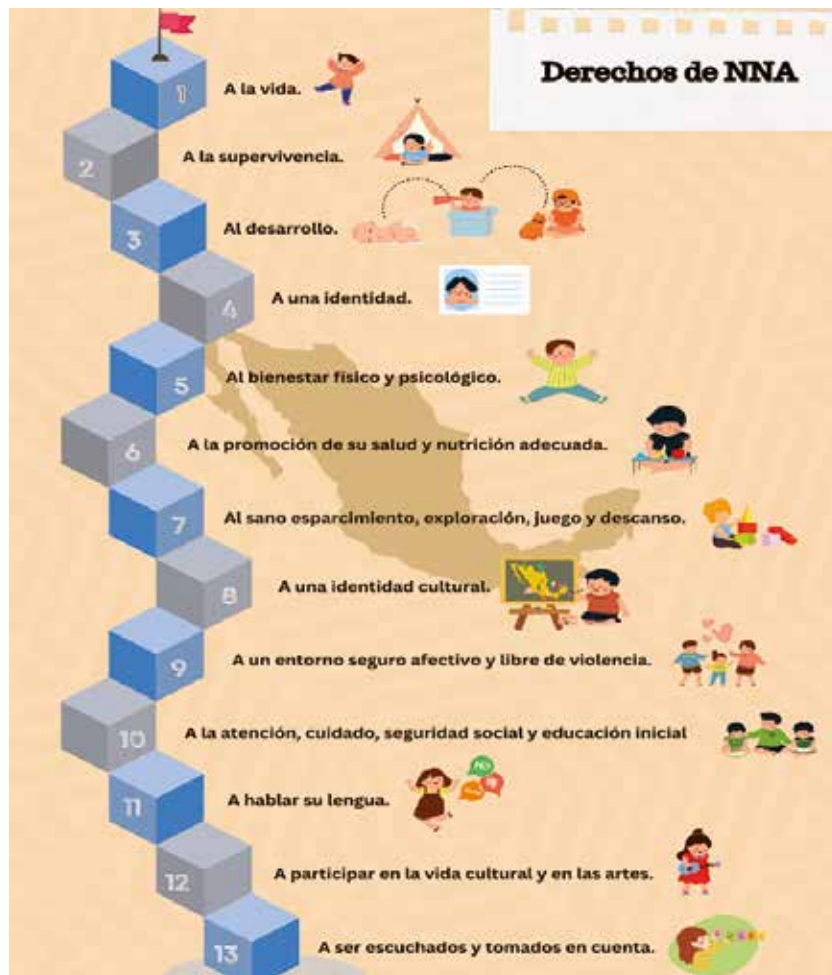 Derechos de NNA
1 A la vida.
2 A la supervivencia.
3 Al desarrollo.
4 A una identidad.
5 Al bienestar físico y psicológico.
6 A la promoción de su salud y nutrición adecuada.
7 Al sano esparcimiento, exploración, juego y descanso.
8 A una identidad cultural.
9 A un entorno seguro afectivo y libre de violencia.
10 A la atención, cuidado, seguridad social y educación inicial
11 A hablar su lengua.
12 A participar en la vida cultural y en las artes.
13 A ser escuchados y tomados en cuenta.